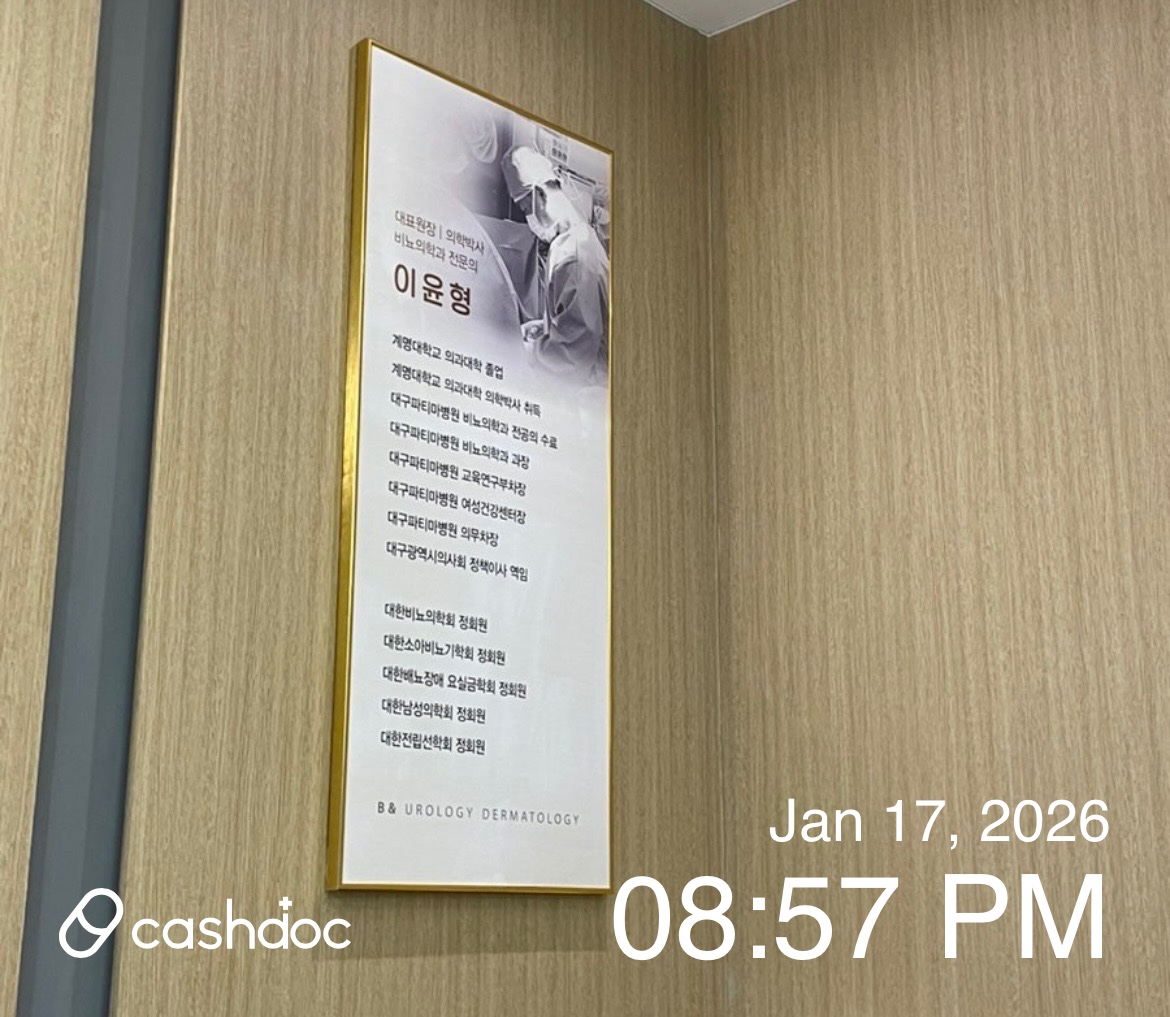 대표원장 | 의학박사
비뇨의학과 전문의
이윤형
계명대학교 의과대학 졸업
계명대학교 의과대학 의학박사 취득
대구파티마병원 비뇨의학과 전공의 수료
대구파티마병원 비뇨의학과 과장
대구파티마병원 교육연구부차장
대구파티마병원 여성건강센터장
대구파티마병원 의무차장
대구광역시의사회 정책이사 역임
대한비뇨의학회 정회원
대한소아비뇨기학회 정회원
대한배뇨장애 요실금학회 정회원
대한남성의학회 정회원
대한전립선학회 정회원
B& UROLOGY DERMATOLOGY
Jan 17, 2026
08:57 PM
cashdoc